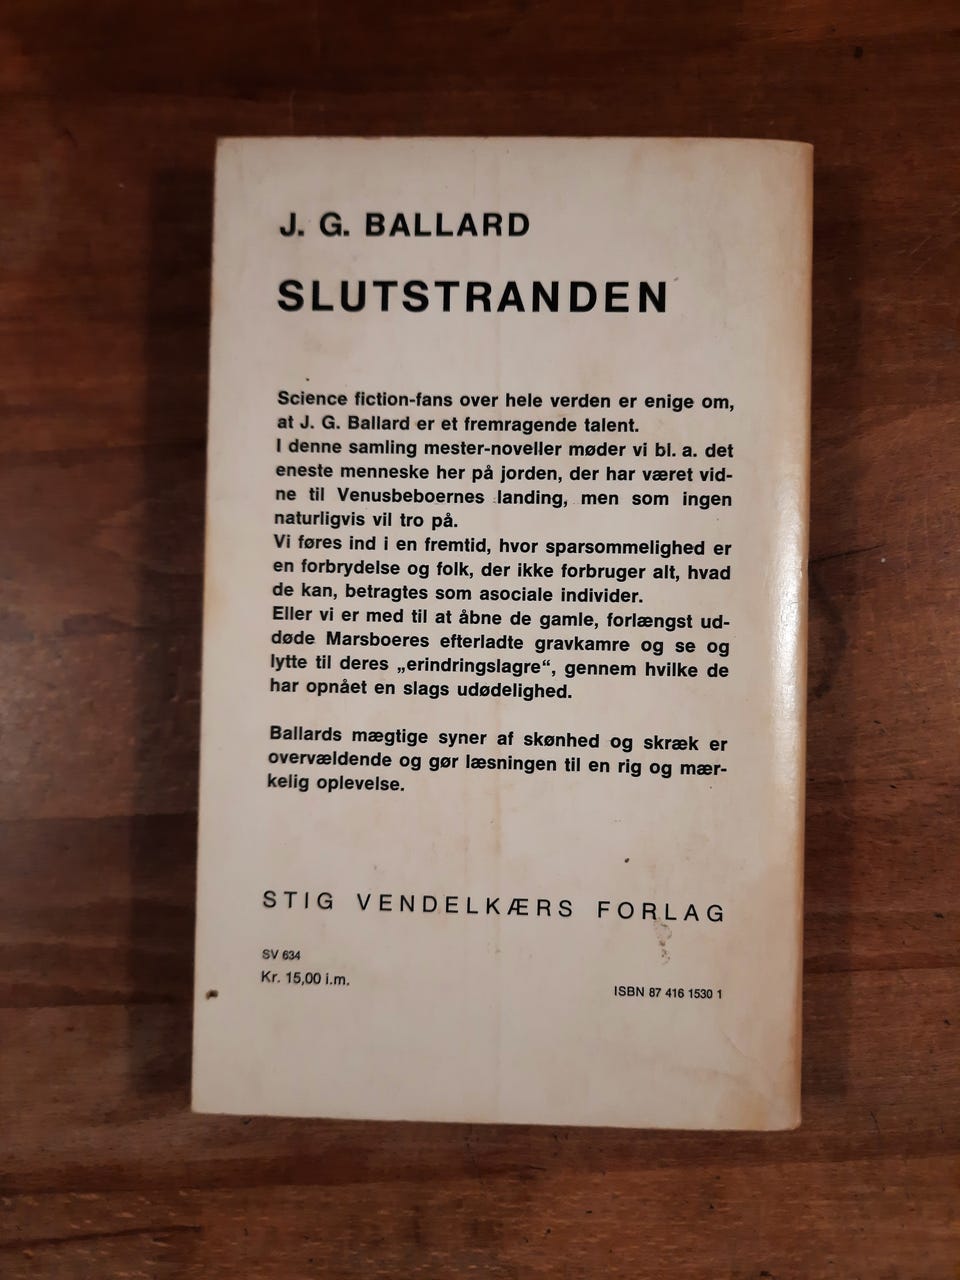 J. G. BALLARD
SLUTSTRANDEN
Science fiction-fans over hele verden er enige om,
at J. G. Ballard er et fremragende talent.
I denne samling mester-noveller møder vi bl. a. det
eneste menneske her på jorden, der har været vid-
ne til Venusbeboernes landing, men som ingen
naturligvis vil tro på.
Vi føres ind i en fremtid, hvor sparsommelighed er
en forbrydelse og folk, der ikke forbruger alt, hvad
de kan, betragtes som asociale individer.
Eller vi er med til at åbne de gamle, forlængst ud-
døde Marsboeres efterladte gravkamre og se og
lytte til deres „erindringslagre“, gennem hvilke de
har opnået en slags udødelighed.
Ballards mægtige syner af skønhed og skræk er
overvældende og gør læsningen til en rig og mær-
kelig oplevelse.
STIG VENDELKÆRS FORLAG
SV 634
Kr. 15,00 i.m.
ISBN 87 416 1530 1